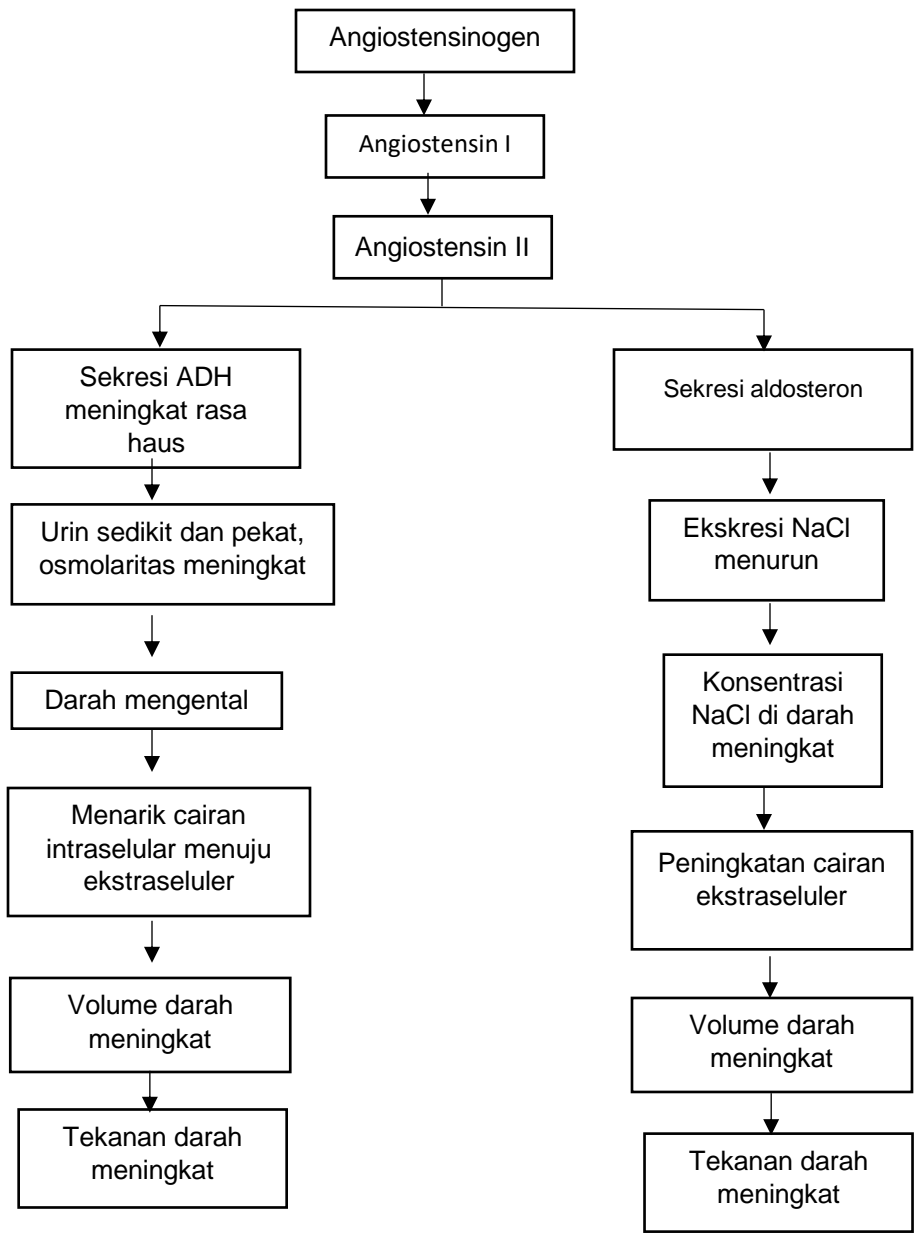 Angiostensinogen
Angiostensin I
Angiostensin II
Sekresi ADH
meningkat rasa
haus
Urin sedikit dan pekat,
osmolaritas meningkat
Darah mengental
Menarik cairan
intraselular menuju
ekstraseluler
Volume darah
meningkat
Tekanan darah
meningkat
Sekresi aldosteron
Ekskresi NaCl
menurun
Konsentrasi
NaCl di darah
meningkat
Peningkatan cairan
ekstraseluler
Volume darah
meningkat
Tekanan darah
meningkat